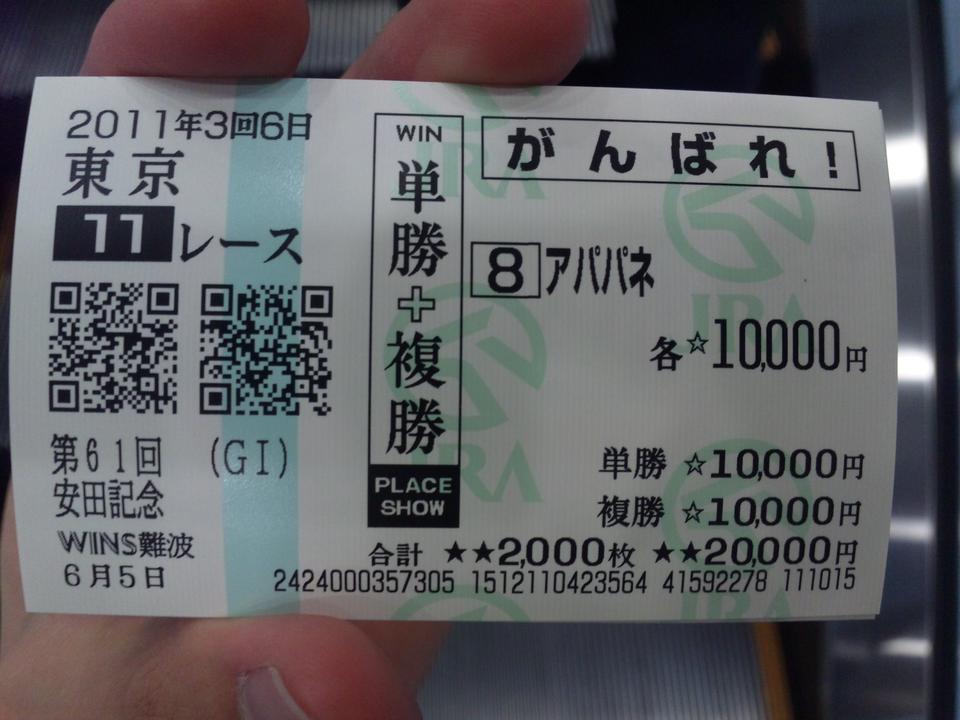 2011年3回6日
東京
11レース
第61回 (GI)
安田記念
WINS難波
6月5日
WIN
単勝+複勝
PLACE
SHOW
がんばれ!
8 アパパネ
各☆10,000円
単勝 ☆10,000円
複勝 ☆10,000円
合計 ★★2,000枚 ★★20,000円
2424000357305 1512110423564 41592278 111015
JRA
JRA
JRA
JRA